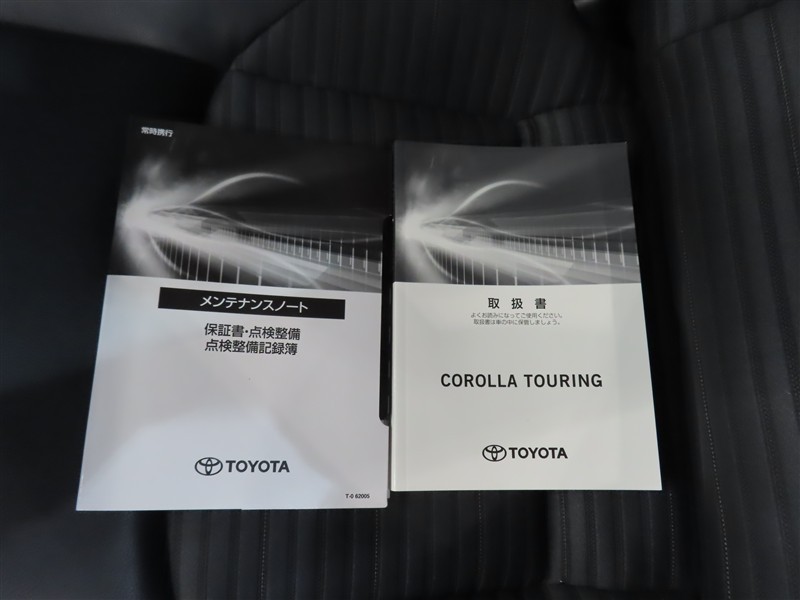 常時携行
メンテナンスノート
保証書・点検整備
点検整備記録簿
TOYOTA
T-II 62005
取扱書
よくお読みになってご使用ください。
取扱書は車の中に保管しましょう。
COROLLA TOURING
TOYOTA